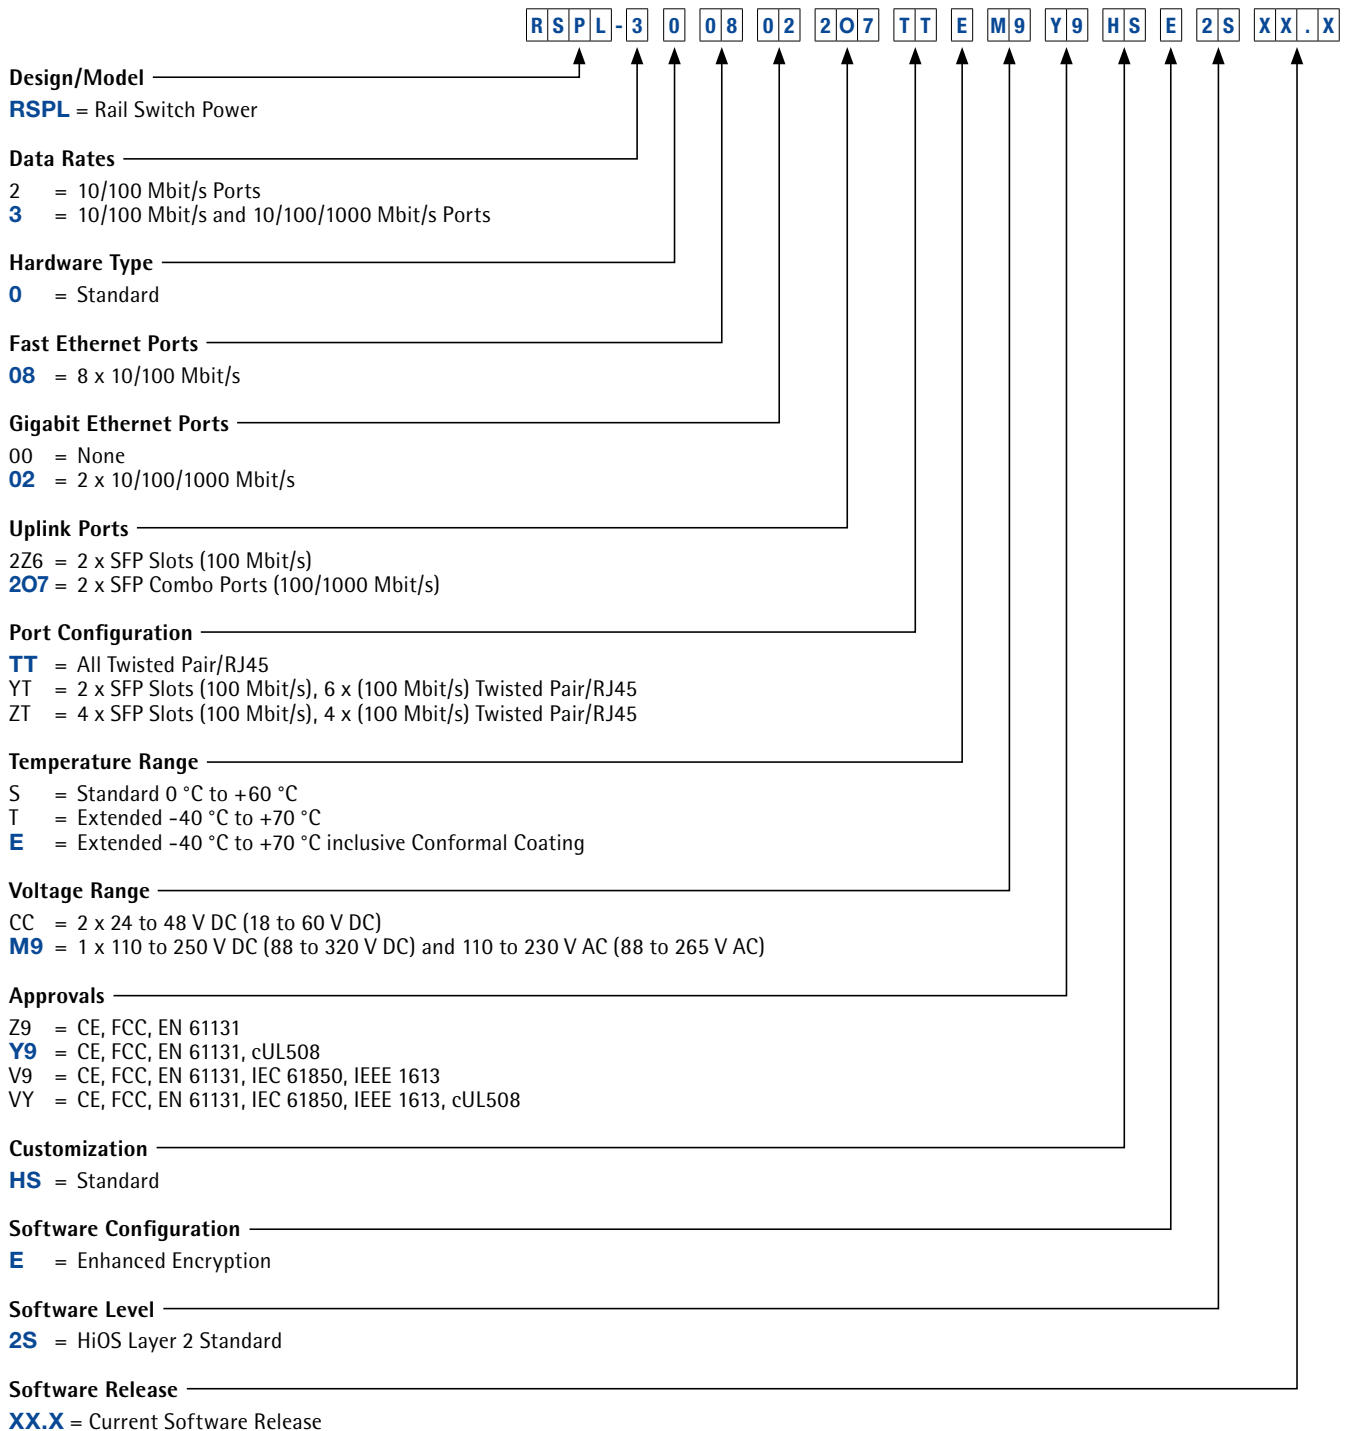 RSPL-3 0 08 02 2O7 TT E M9 Y9 HS E 2S XX.X
Design/Model
RSPL = Rail Switch Power
Data Rates
2 = 10/100 Mbit/s Ports
3 = 10/100 Mbit/s and 10/100/1000 Mbit/s Ports
Hardware Type
0 = Standard
Fast Ethernet Ports
08 = 8 x 10/100 Mbit/s
Gigabit Ethernet Ports
00 = None
02 = 2 x 10/100/1000 Mbit/s
Uplink Ports
2Z6 = 2 x SFP Slots (100 Mbit/s)
2O7 = 2 x SFP Combo Ports (100/1000 Mbit/s)
Port Configuration
TT = All Twisted Pair/RJ45
YT = 2 x SFP Slots (100 Mbit/s), 6 x (100 Mbit/s) Twisted Pair/RJ45
ZT = 4 x SFP Slots (100 Mbit/s), 4 x (100 Mbit/s) Twisted Pair/RJ45
Temperature Range
S = Standard 0 °C to +60 °C
T = Extended -40 °C to +70 °C
E = Extended -40 °C to +70 °C inclusive Conformal Coating
Voltage Range
CC = 2 x 24 to 48 V DC (18 to 60 V DC)
M9 = 1 x 110 to 250 V DC (88 to 320 V DC) and 110 to 230 V AC (88 to 265 V AC)
Approvals
Z9 = CE, FCC, EN 61131
Y9 = CE, FCC, EN 61131, cUL508
V9 = CE, FCC, EN 61131, IEC 61850, IEEE 1613
VY = CE, FCC, EN 61131, IEC 61850, IEEE 1613, cUL508
Customization
HS = Standard
Software Configuration
E = Enhanced Encryption
Software Level
2S = HiOS Layer 2 Standard
Software Release
XX.X = Current Software Release